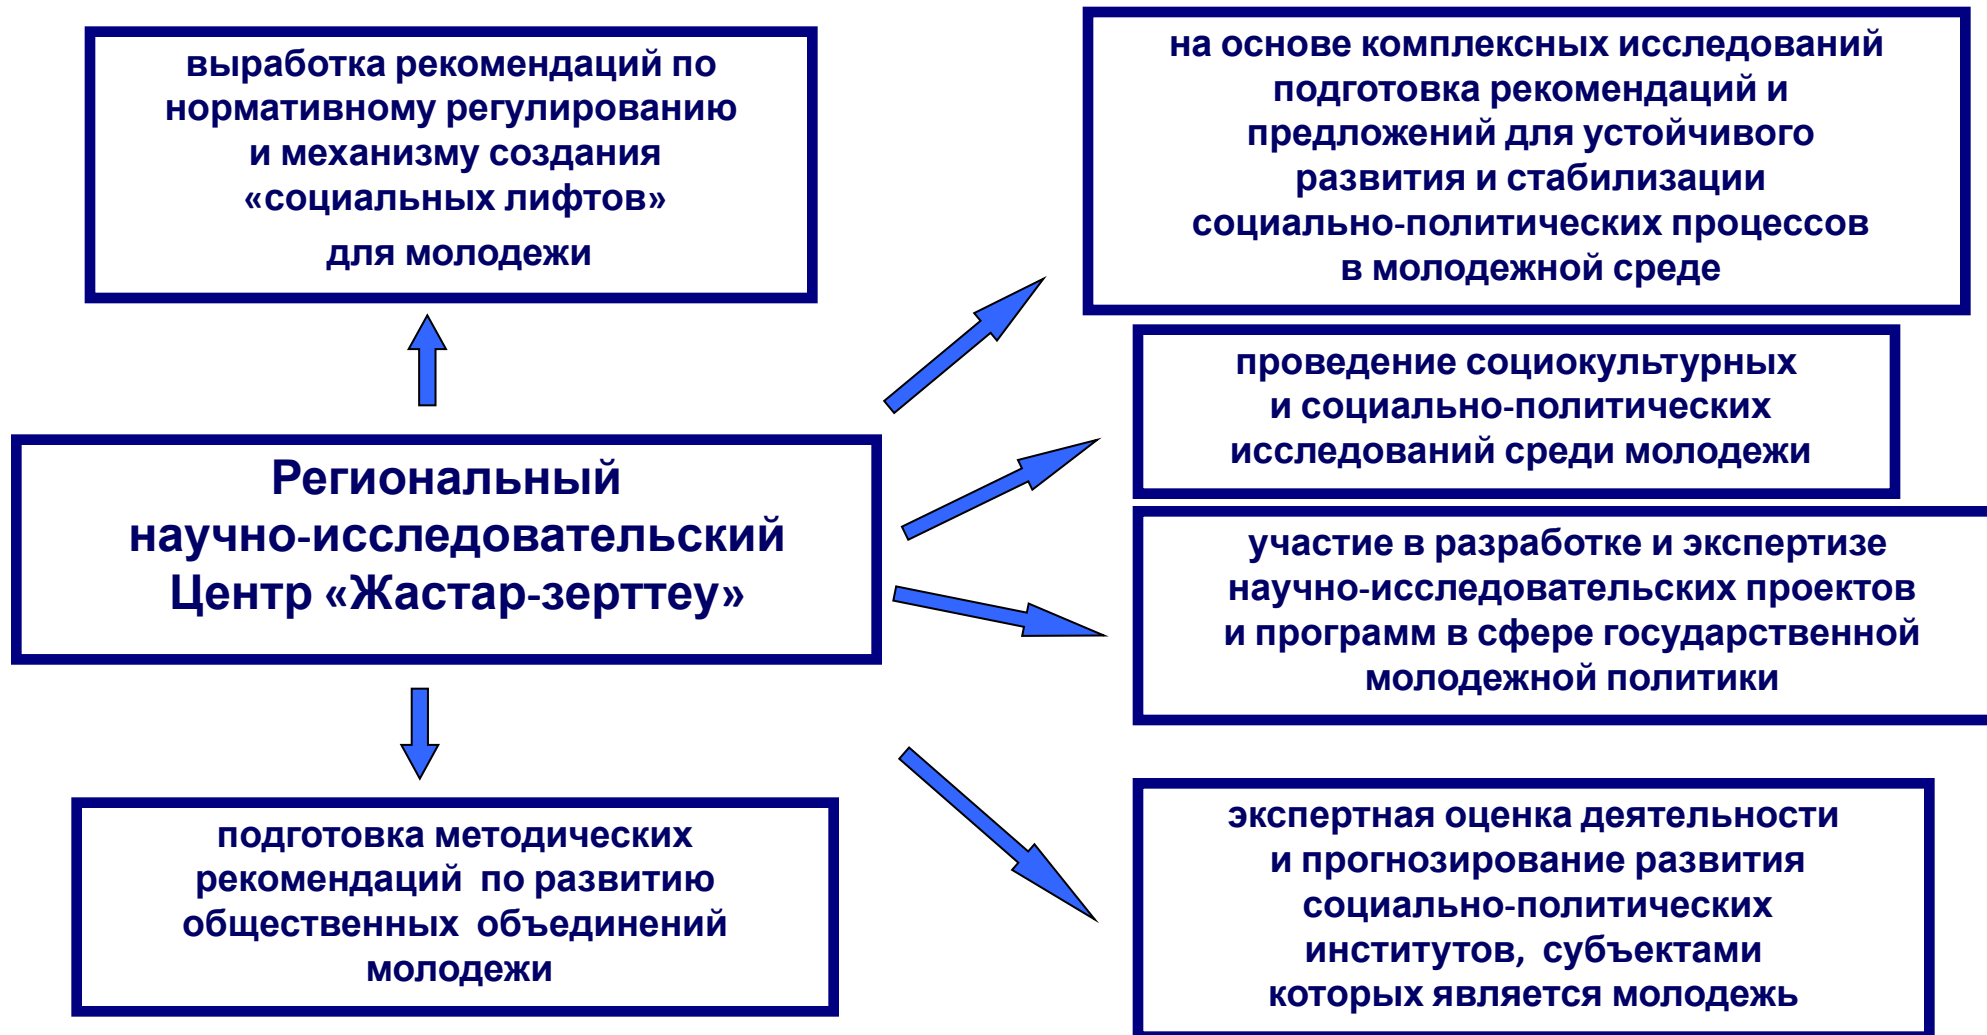 выработка рекомендаций по
нормативному регулированию
и механизму создания
«социальных лифтов»
для молодежи
на основе комплексных исследований
подготовка рекомендаций и
предложений для устойчивого
развития и стабилизации
социально-политических процессов
в молодежной среде
проведение социокультурных
и социально-политических
исследований среди молодежи
Региональный
научно-исследовательский
Центр «Жастар-зерттеу»
участие в разработке и экспертизе
научно-исследовательских проектов
и программ в сфере государственной
молодежной политики
подготовка методических
рекомендаций по развитию
общественных объединений
молодежи
экспертная оценка деятельности
и прогнозирование развития
социально-политических
институтов, субъектами
которых является молодежь